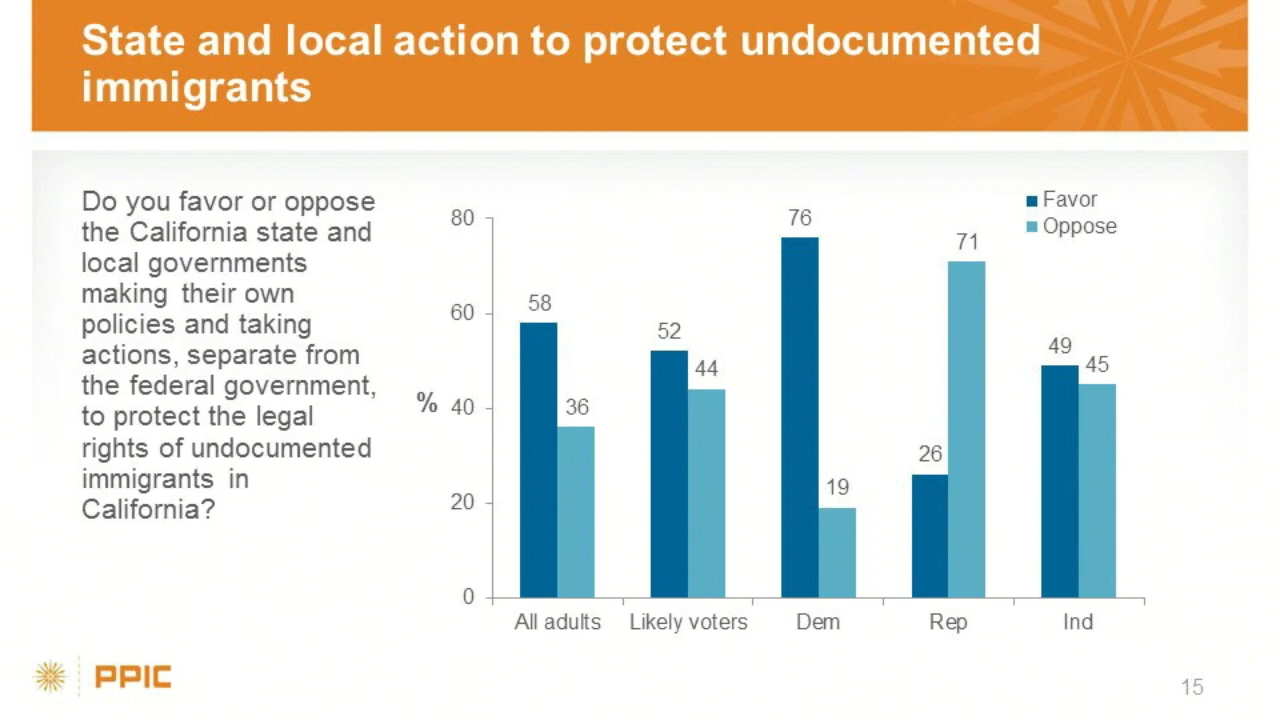 State and local action to protect undocumented
immigrants
Do you favor or oppose
the California state and
local governments
making their own
policies and taking
actions, separate from
the federal government,
to protect the legal
rights of undocumented
immigrants in
California?
Favor
Oppose
%
80
60
40
20
0
58
36
52
44
76
19
26
71
49
45
All adults
Likely voters
Dem
Rep
Ind
PPIC
15